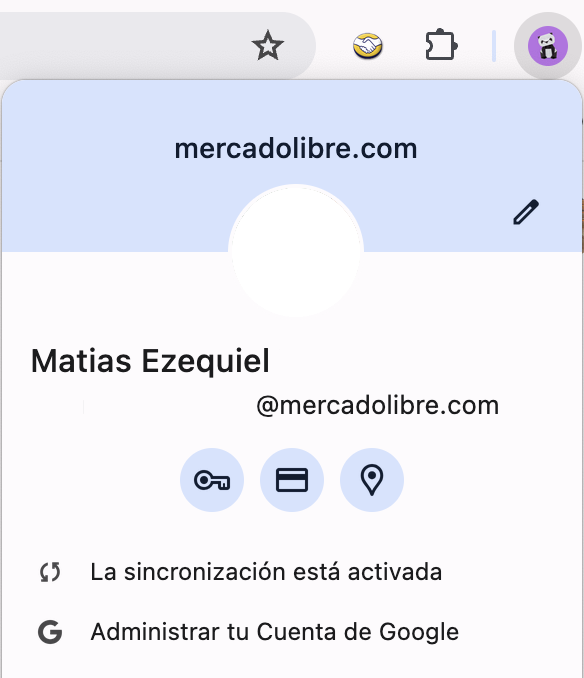 mercadolibre.com
Matias Ezequiel
@mercadolibre.com
La sincronización está activada
Administrar tu Cuenta de Google